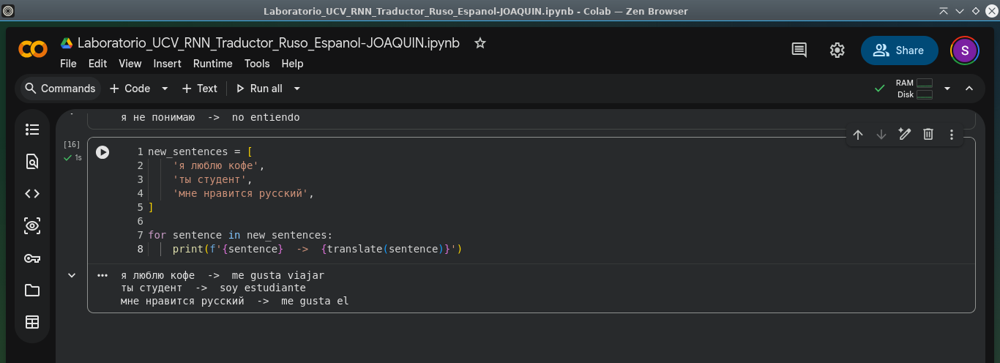 Laboratorio_UCV_RNN_Traductor_Ruso_Espanol-JOAQUIN.ipynb - Colab — Zen Browser
Laboratorio_UCV_RNN_Traductor_Ruso_Espanol-JOAQUIN.ipynb
Share
S
File Edit View Insert Runtime Tools Help
Commands + Code + Text Run all
RAM
Disk
я не понимаю  ->  no entiendo
[16]
1s
1 new_sentences = [
2     'я люблю кофе',
3     'ты студент',
4     'мне нравится русский',
5 ]
6
7 for sentence in new_sentences:
8     print(f'{sentence}  ->  {translate(sentence)}')
я люблю кофе  ->  me gusta viajar
ты студент  ->  soy estudiante
мне нравится русский  ->  me gusta el